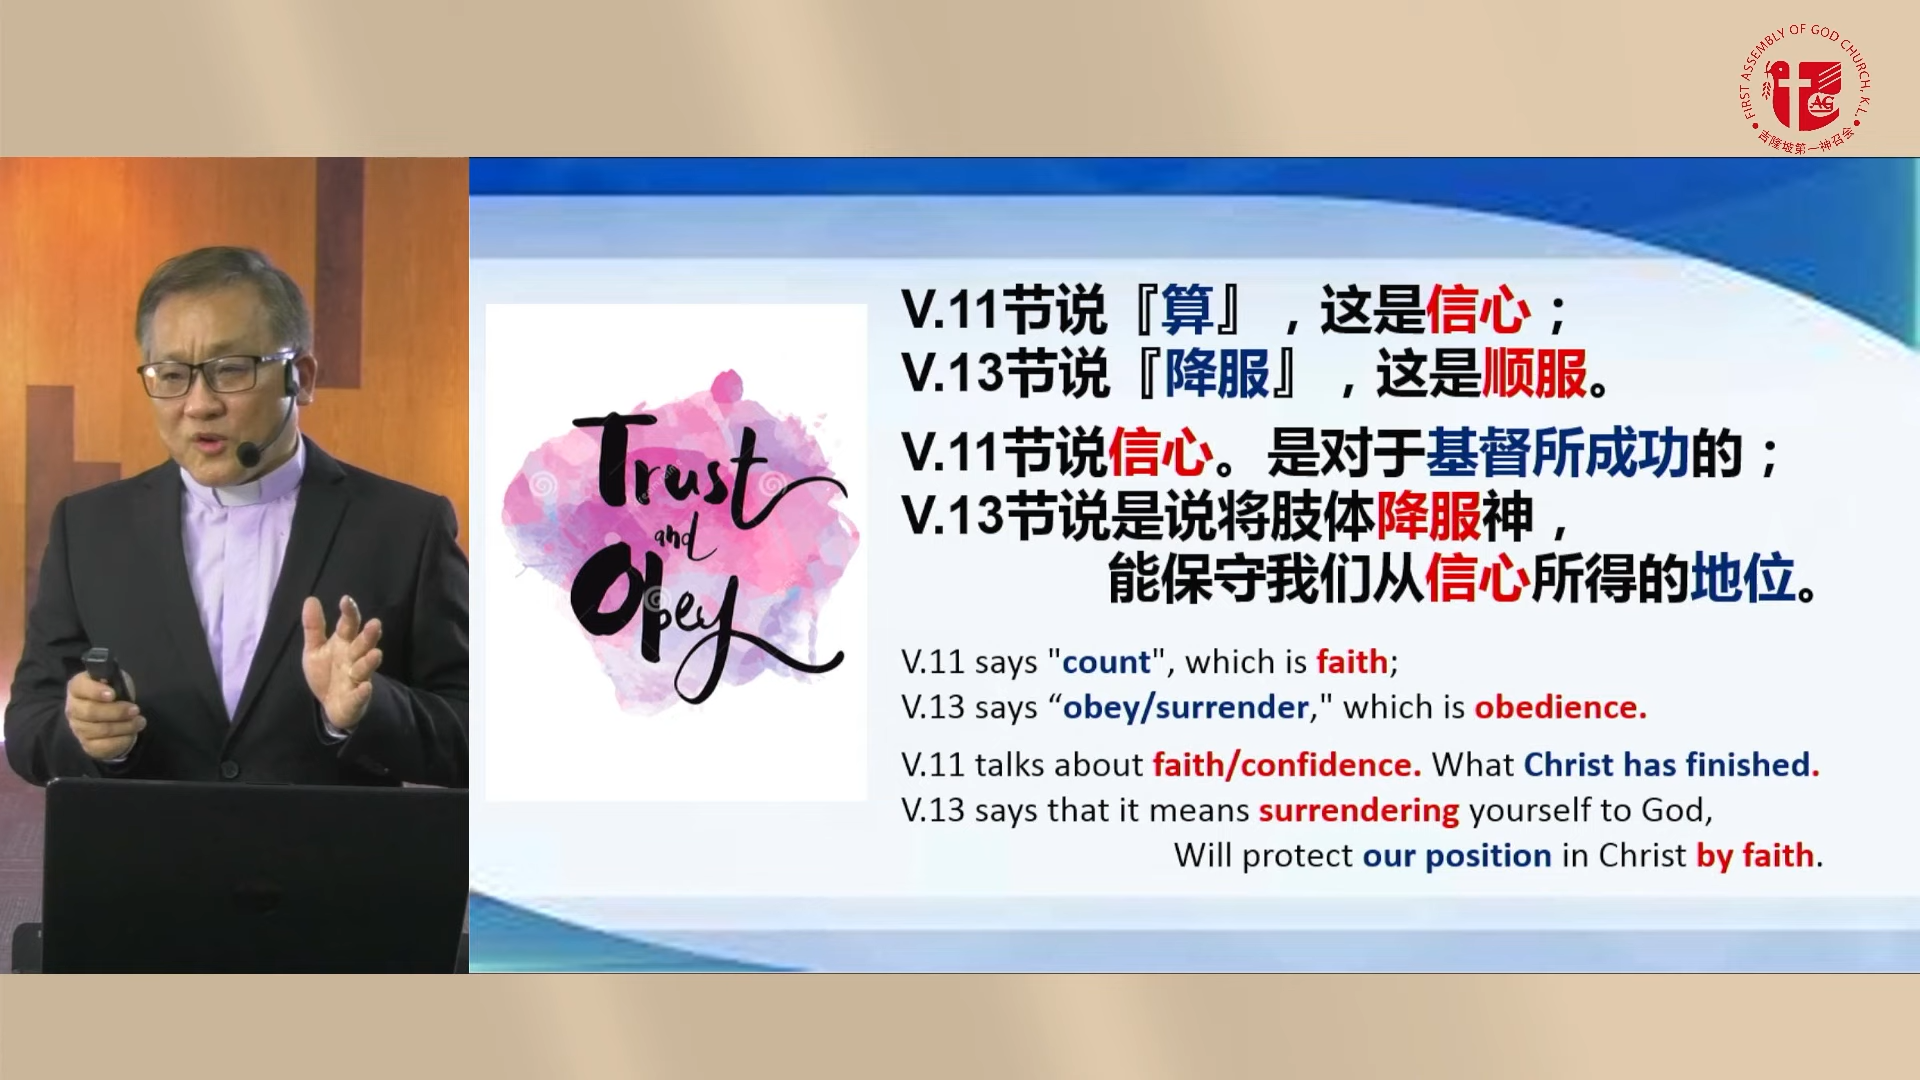 FIRST ASSEMBLY OF GOD CHURCH, K.L.
AG
吉隆坡第一神召会
Trust
and
Obey
V.11节说『算』，这是信心；
V.13节说『降服』，这是顺服。
V.11节说信心。是对于基督所成功的；
V.13节说是说将肢体降服神，
能保守我们从信心所得的地位。
V.11 says "count", which is faith;
V.13 says “obey/surrender," which is obedience.
V.11 talks about faith/confidence. What Christ has finished.
V.13 says that it means surrendering yourself to God,
Will protect our position in Christ by faith.